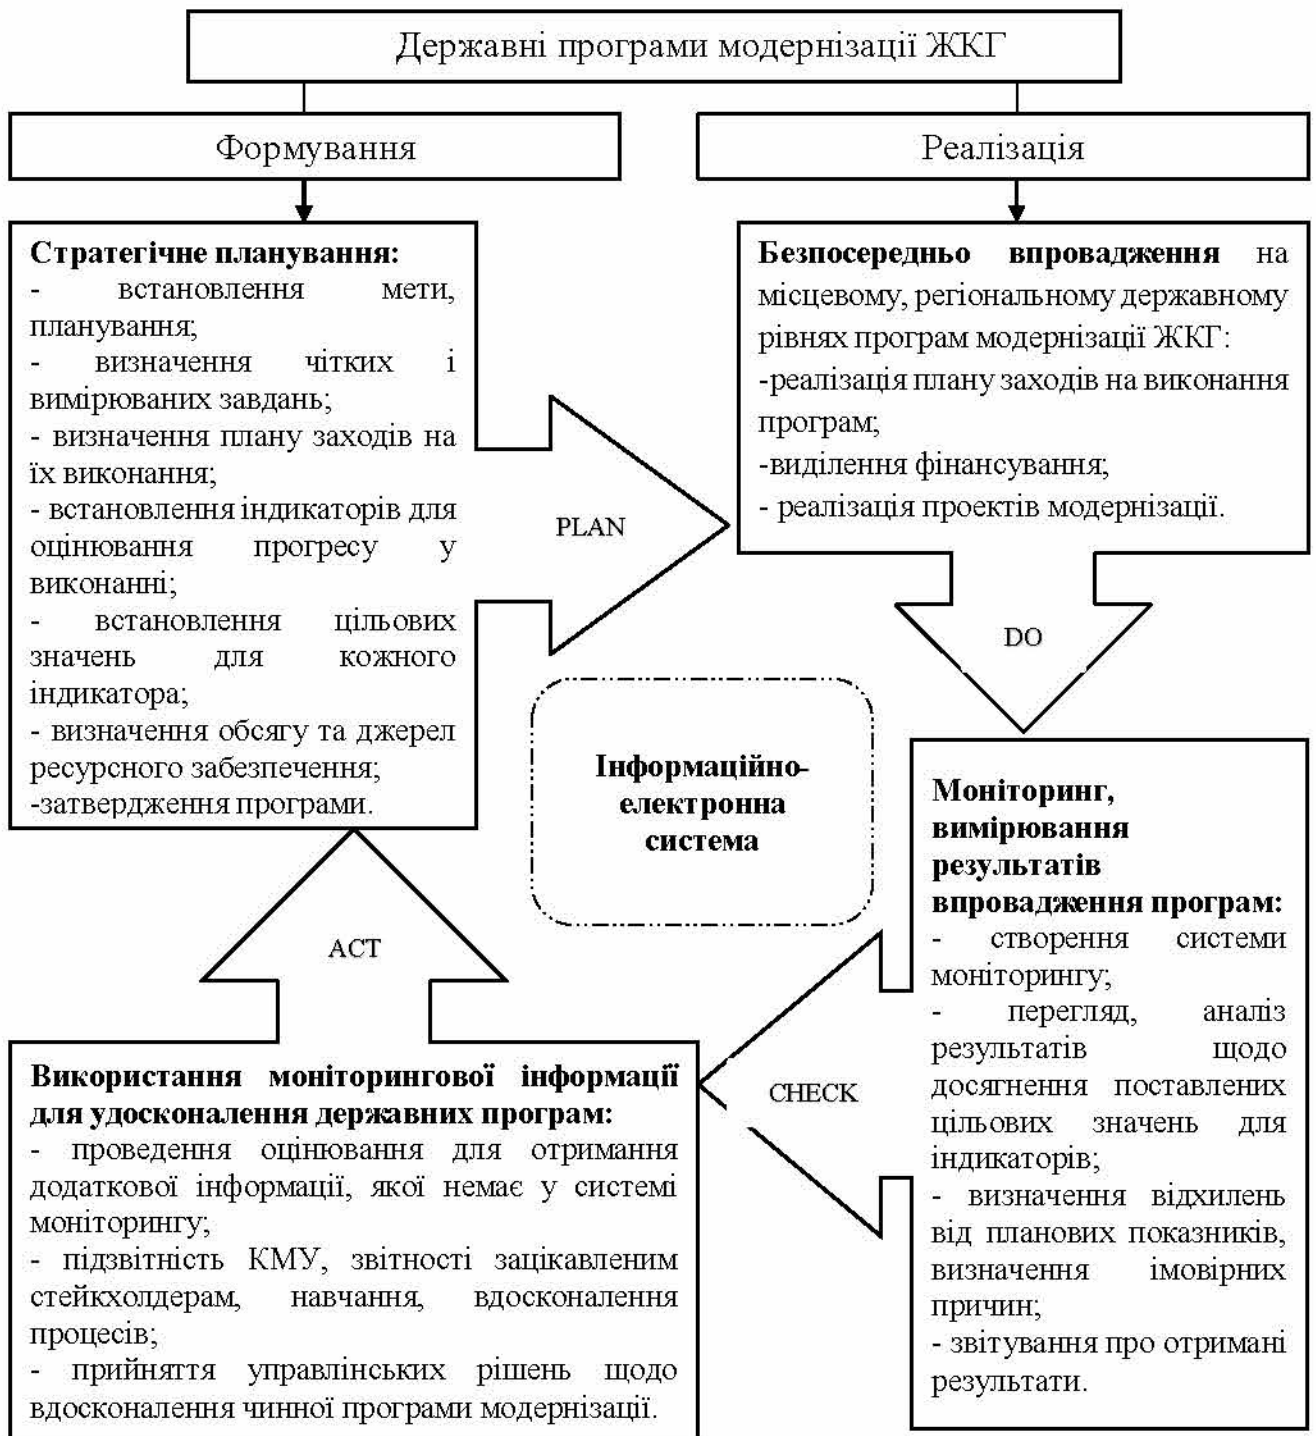 Державні програми модернізації ЖКГ
Формування
Реалізація
Стратегічне планування:
- встановлення мети,
планування;
- визначення чітких і
вимірюваних завдань;
- визначення плану заходів на
їх виконання;
- встановлення індикаторів для
оцінювання прогресу у
виконанні;
- встановлення цільових
значень для кожного
індикатора;
- визначення обсягу та джерел
ресурсного забезпечення;
-затвердження програми.
PLAN
Безпосередньо впровадження на
місцевому, регіональному державному
рівнях програм модернізації ЖКГ:
-реалізація плану заходів на виконання
програм;
-виділення фінансування;
- реалізація проектів модернізації.
DO
Інформаційно-
електронна
система
Моніторинг,
вимірювання
результатів
впровадження програм:
- створення системи
моніторингу;
- перегляд, аналіз
результатів щодо
досягнення поставлених
цільових значень для
індикаторів;
- визначення відхилень
від планових показників,
визначення імовірних
причин;
- звітування про отримані
результати.
CHECK
ACT
Використання моніторингової інформації
для удосконалення державних програм:
- проведення оцінювання для отримання
додаткової інформації, якої немає у системі
моніторингу;
- підзвітність КМУ, звітності зацікавленим
стейкхолдерам, навчання, вдосконалення
процесів;
- прийняття управлінських рішень щодо
вдосконалення чинної програми модернізації.